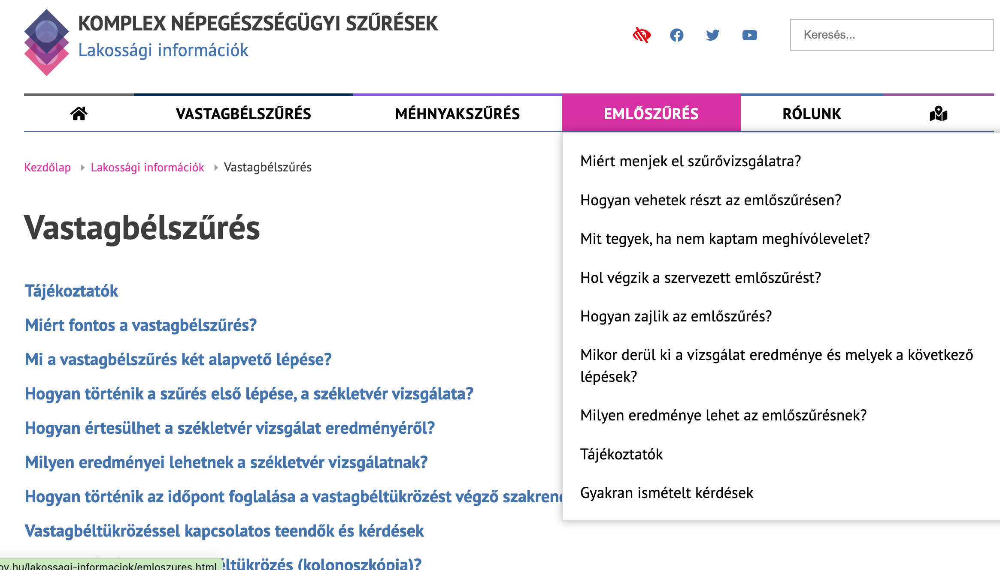 KOMPLEX NÉPEGÉSZSÉGÜGYI SZŰRÉSEK
Lakossági információk
Keresés...
VASTAGBÉLSZŰRÉS
MÉHNYAKSZŰRÉS
EMLŐSZŰRÉS
RÓLUNK
Kezdőlap
Lakossági információk
Vastagbélszűrés
Vastagbélszűrés
Tájékoztatók
Miért fontos a vastagbélszűrés?
Mi a vastagbélszűrés két alapvető lépése?
Hogyan történik a szűrés első lépése, a székletvér vizsgálata?
Hogyan értesülhet a székletvér vizsgálat eredményéről?
Milyen eredményei lehetnek a székletvér vizsgálatnak?
Hogyan történik az időpont foglalása a vastagbéltükrözést végző
Vastagbéltükrözéssel kapcsolatos teendők és kérdések
(kolonoszkópia)?
Miért menjek el szűrővizsgálatra?
Hogyan vehetek részt az emlőszűrésen?
Mit tegyek, ha nem kaptam meghívólevelet?
Hol végzik a szervezett emlőszűrést?
Hogyan zajlik az emlőszűrés?
Mikor derül ki a vizsgálat eredménye és melyek a következő
lépések?
Milyen eredménye lehet az emlőszűrésnek?
Tájékoztatók
Gyakran ismételt kérdések
ov.hu/lakossagi-informaciok/emloszures.html